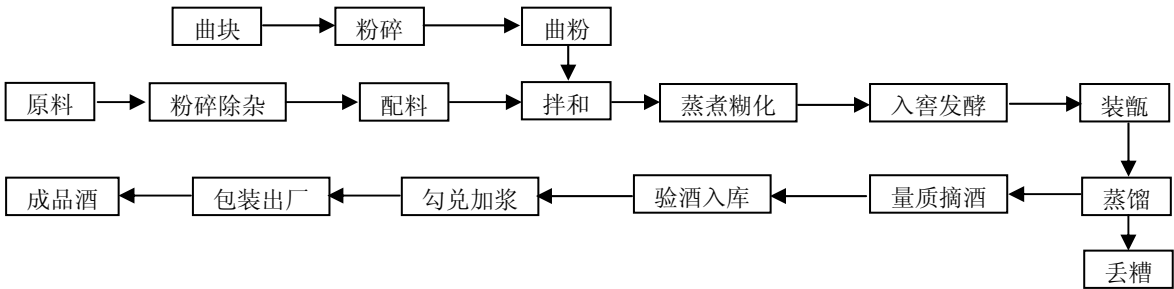 曲块 粉碎 曲粉
原料 粉碎除杂 配料 拌和 蒸煮糊化 入窖发酵 装甑
成品酒 包装出厂 勾兑加浆 验酒入库 量质摘酒 蒸馏
丢糟